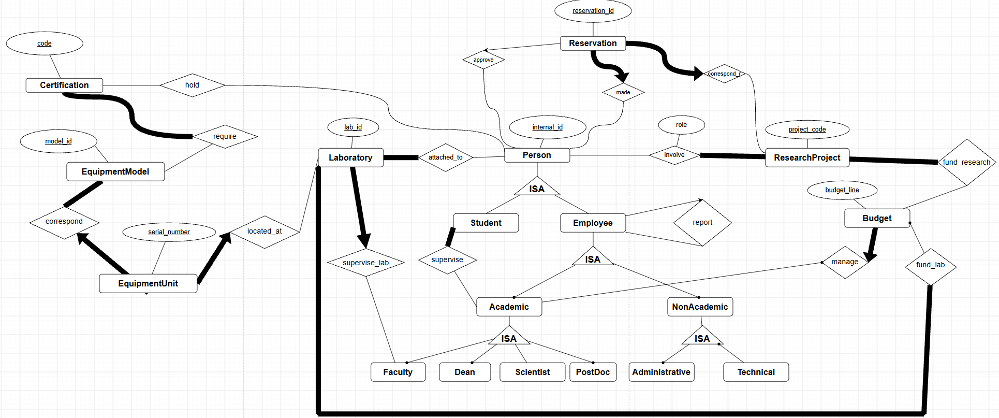 reservation_id
Reservation
code
approve
correspond_r
Certification
hold
made
lab_id
internal_id
role
project_code
require
model_id
Laboratory
attached_to
Person
involve
ResearchProject
fund_research
EquipmentModel
ISA
budget_line
correspond
serial_number
located_at
Student
Employee
report
Budget
supervise_lab
supervise
ISA
manage
fund_lab
EquipmentUnit
Academic
NonAcademic
ISA
ISA
Faculty
Dean
Scientist
PostDoc
Administrative
Technical